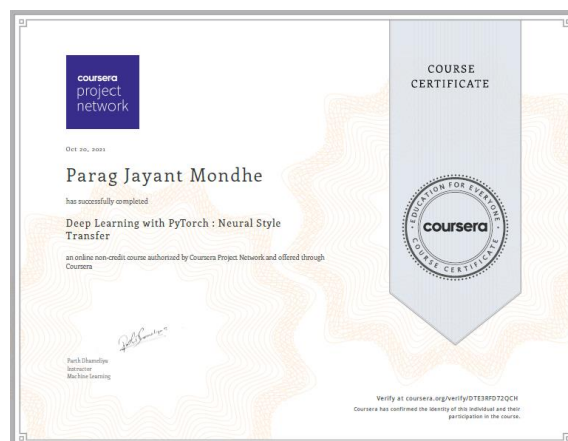 coursera
project
network
Oct 20, 2021
Parag Jayant Mondhe
has successfully completed
Deep Learning with PyTorch : Neural Style
Transfer
an online non-credit course authorized by Coursera Project Network and offered through
Coursera
Parth Dhameliya
Instructor
Machine Learning
COURSE
CERTIFICATE
EDUCATION FOR EVERYONE
coursera
COURSE CERTIFICATE
Verify at coursera.org/verify/DTE3RFD72QCH
Coursera has confirmed the identity of this individual and their
participation in the course.